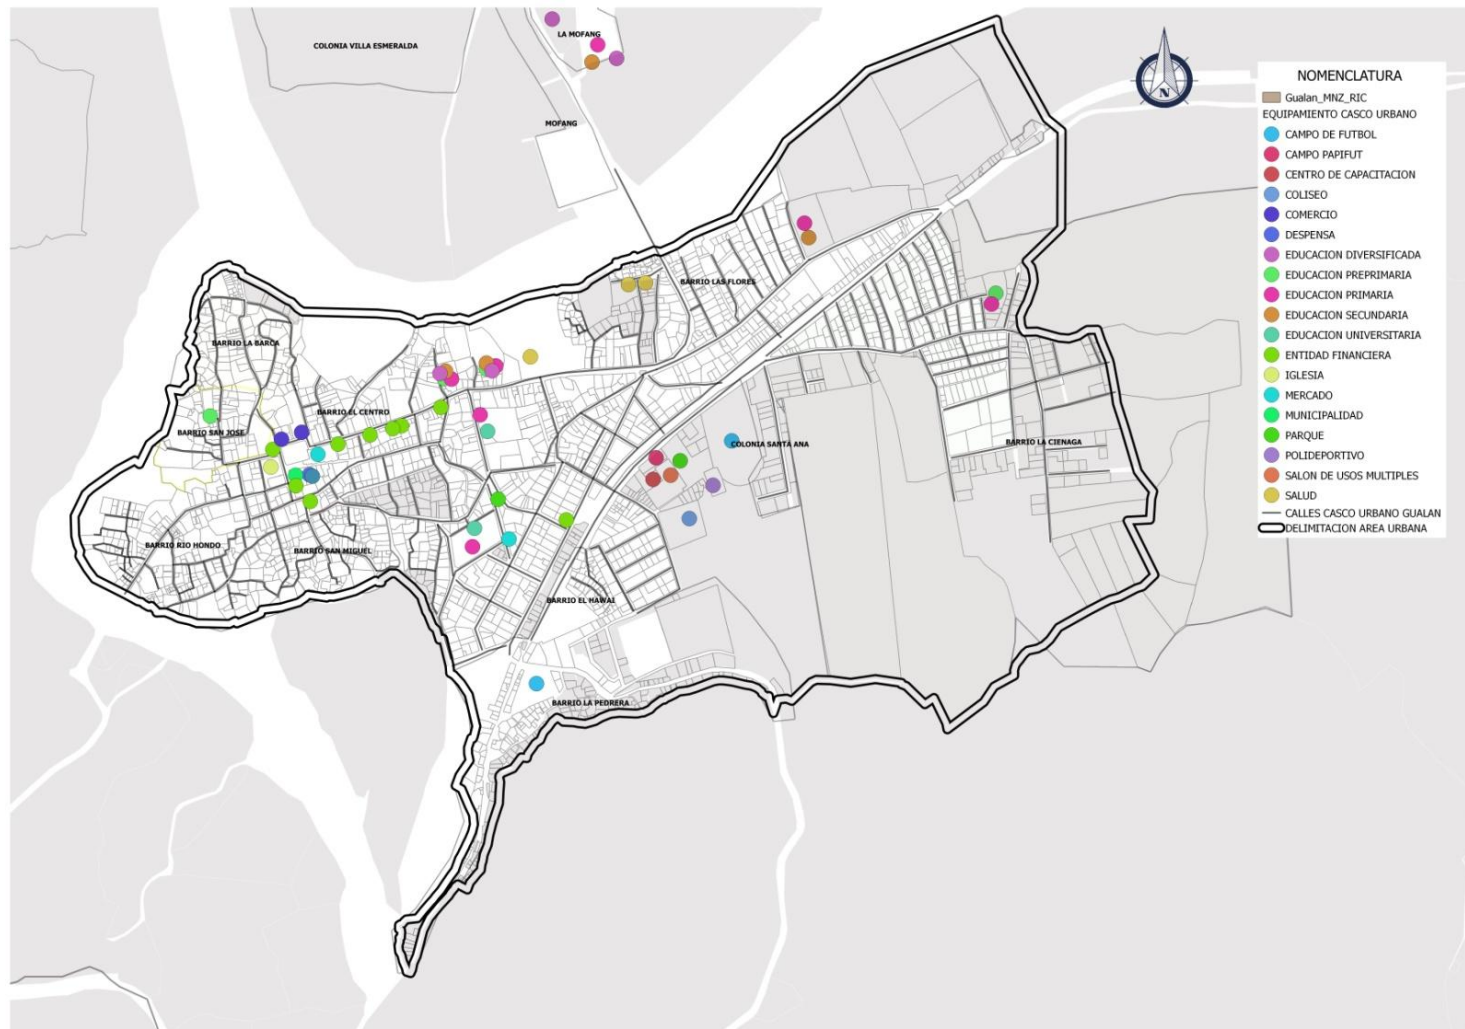 LA MOFANG
COLONIA VILLA ESMERALDA
MOFANG
BARRIO LAS FLORES
BARRIO LA BARCA
BARRIO EL CENTRO
BARRIO SAN JOSE
COLONIA SANTA ANA
BARRIO LA CIENAGA
BARRIO RIO HONDO
BARRIO SAN MIGUEL
BARRIO EL HAWAI
BARRIO LA PEDRERA
N
NOMENCLATURA
Gualan_MNZ_RIC
EQUIPAMIENTO CASCO URBANO
CAMPO DE FUTBOL
CAMPO PAPIFUT
CENTRO DE CAPACITACION
COLISEO
COMERCIO
DESPENSA
EDUCACION DIVERSIFICADA
EDUCACION PREPRIMARIA
EDUCACION PRIMARIA
EDUCACION SECUNDARIA
EDUCACION UNIVERSITARIA
ENTIDAD FINANCIERA
IGLESIA
MERCADO
MUNICIPALIDAD
PARQUE
POLIDEPORTIVO
SALON DE USOS MULTIPLES
SALUD
CALLES CASCO URBANO GUALAN
DELIMITACION AREA URBANA